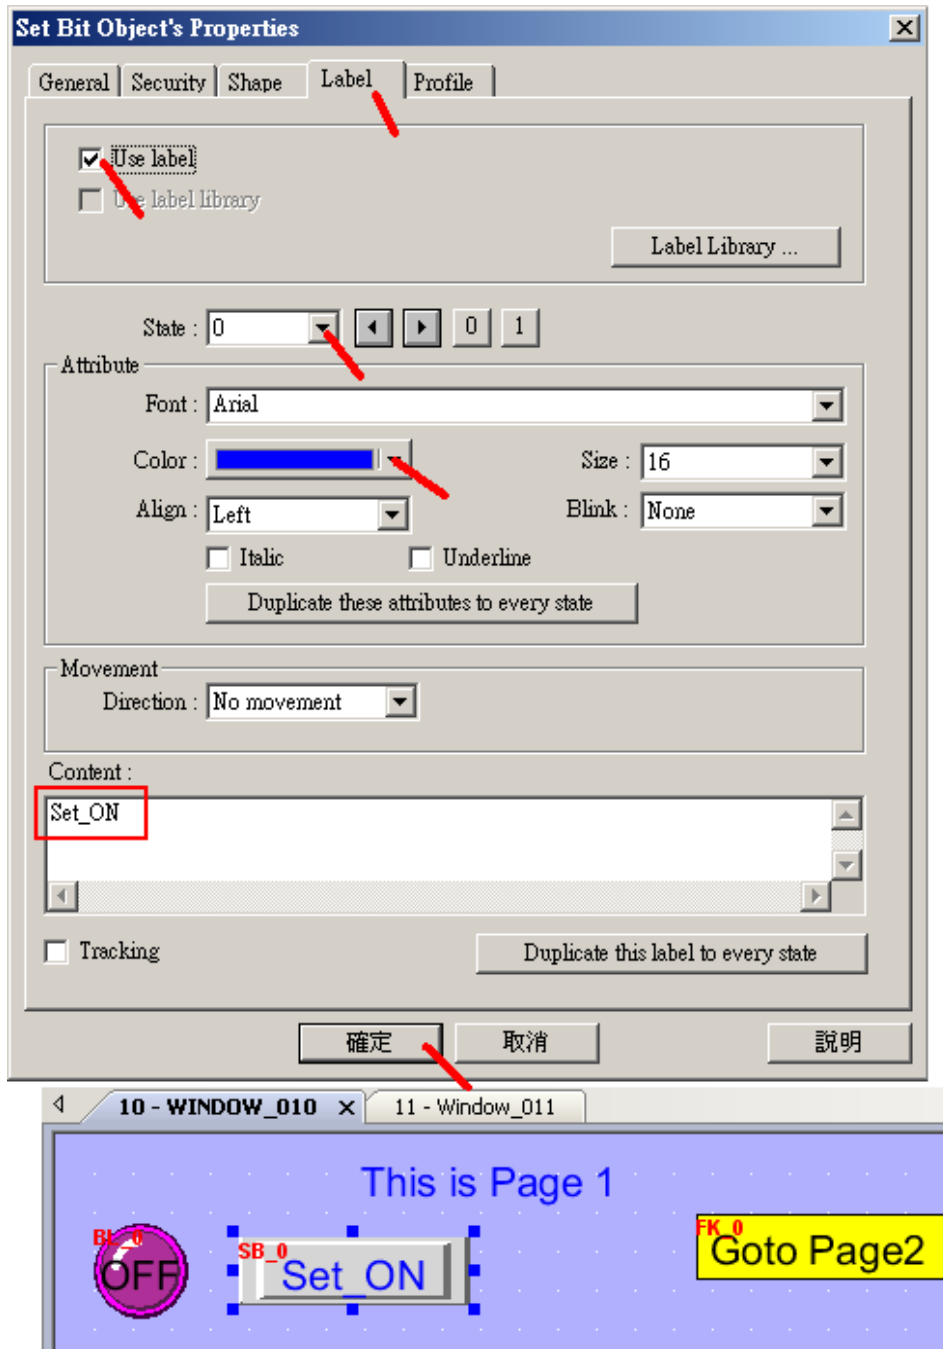 Set Bit Object's Properties
General Security Shape Label Profile
Use label
Use label library
Label Library ...
State : 0 0 1
Attribute
Font : Arial
Color : Size : 16
Align : Left Blink : None
Italic Underline
Duplicate these attributes to every state
Movement
Direction : No movement
Content :
Set_ON
Tracking Duplicate this label to every state
確定 取消 説明
10 - WINDOW_010 11 - Window_011
This is Page 1
BL_0 SB_0 FK_0
OFF Set_ON Goto Page2